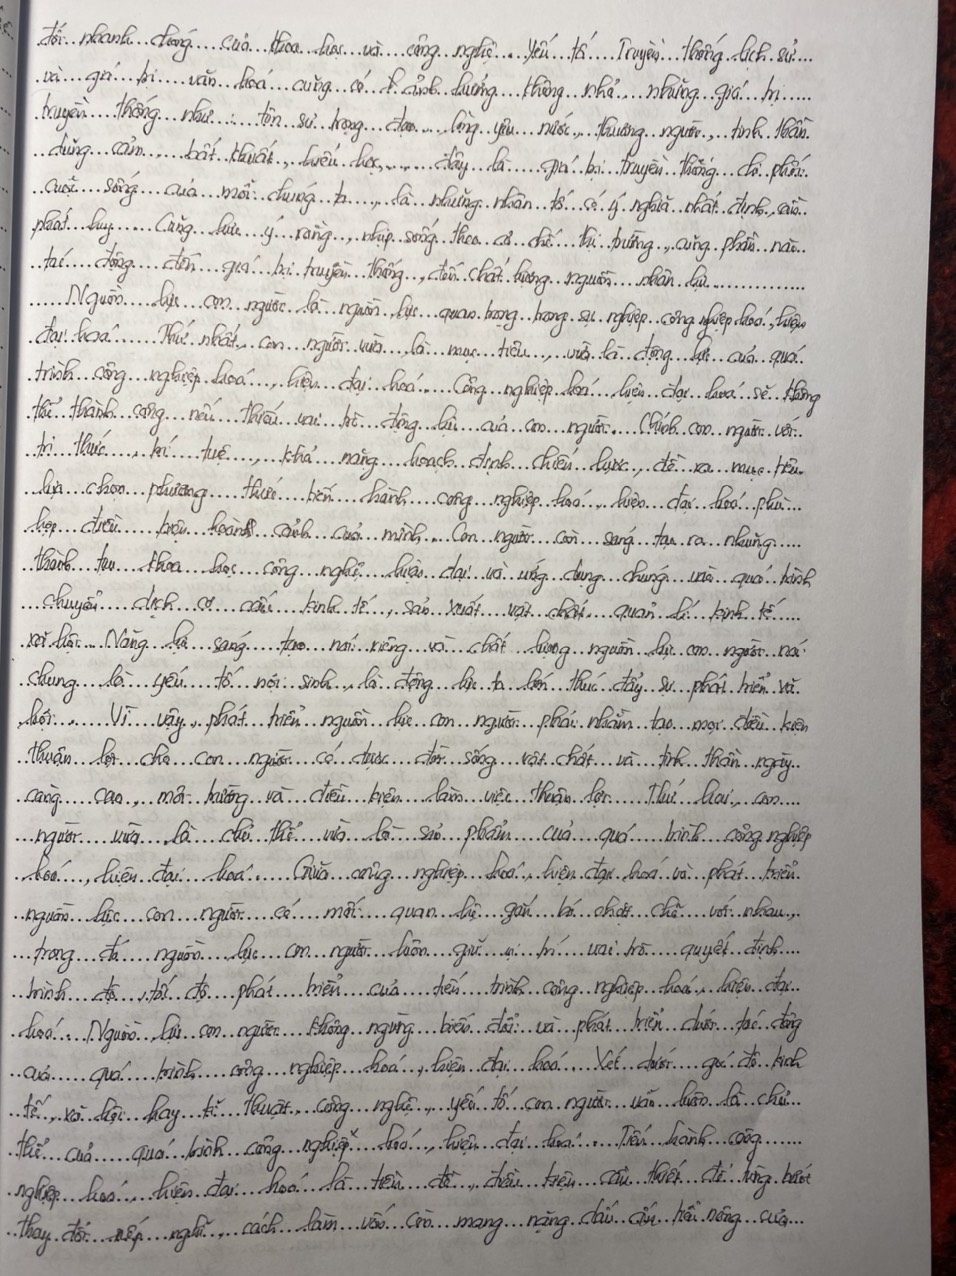 đổi nhanh chóng của khoa học và công nghệ. Yếu tố Truyền thống lịch sử
và giá trị văn hoá cũng có ảnh hưởng không nhỏ, những giá trị
truyền thống như: tôn sư trọng đạo, lòng yêu nước, thương người, tinh thần
dũng cảm, bất khuất, hiếu học,... đây là giá trị truyền thống chi phối
cuộc sống của mỗi chúng ta, là những nhân tố có ý nghĩa nhất định, cần
phát huy. Cũng lưu ý rằng, nhịp sống theo cơ chế thị trường, cũng phần nào
tác động đến giá trị truyền thống, đến chất lượng nguồn nhân lực.
Nguồn lực con người là nguồn lực quan trọng trong sự nghiệp công nghiệp hoá, hiện
đại hoá. Thứ nhất, con người vừa là mục tiêu, vừa là động lực của quá
trình công nghiệp hoá, hiện đại hoá. Công nghiệp hoá hiện đại hoá sẽ không
thể thành công nếu thiếu vai trò động lực của con người. Chính con người với
tri thức, trí tuệ, khả năng hoạch định chiến lược, đề ra mục tiêu
lựa chọn phương thức tiến hành công nghiệp hoá, hiện đại hoá phù
hợp điều kiện hoàn cảnh của mình. Con người còn sáng tạo ra những
thành tựu khoa học công nghệ hiện đại và ứng dụng chúng vào quá trình
chuyển dịch cơ cấu kinh tế, sản xuất vật chất quản lí kinh tế
xã hội. Năng lực sáng tạo nói riêng và chất lượng nguồn lực con người nói
chung là yếu tố nội sinh, là động lực to lớn thúc đẩy sự phát triển xã
hội. Vì vậy, phát triển nguồn lực con người phải nhằm tạo mọi điều kiện
thuận lợi cho con người có được đời sống vật chất và tinh thần ngày
càng cao, môi trường và điều kiện làm việc thuận lợi. Thứ hai, con
người vừa là chủ thể vừa là sản phẩm của quá trình công nghiệp
hoá, hiện đại hoá. Giữa công nghiệp hoá, hiện đại hoá và phát triển
nguồn lực con người có mối quan hệ gắn bó chặt chẽ với nhau,
trong đó nguồn lực con người luôn giữ vị trí vai trò quyết định
trình độ, tốc độ phát triển của tiến trình công nghiệp hoá, hiện đại
hoá. Nguồn lực con người không ngừng biến đổi và phát triển dưới tác động
của quá trình công nghiệp hoá, hiện đại hoá. Xét dưới góc độ kinh
tế, xã hội hay kĩ thuật, công nghệ, yếu tố con người vẫn luôn là chủ
thể của quá trình công nghiệp hoá, hiện đại hoá. Tiến hành công
nghiệp hoá, hiện đại hoá là tiền đề, điều kiện cần thiết để từng bước
thay đổi nếp nghĩ, cách làm vốn còn mang nặng dấu ấn tiểu nông của